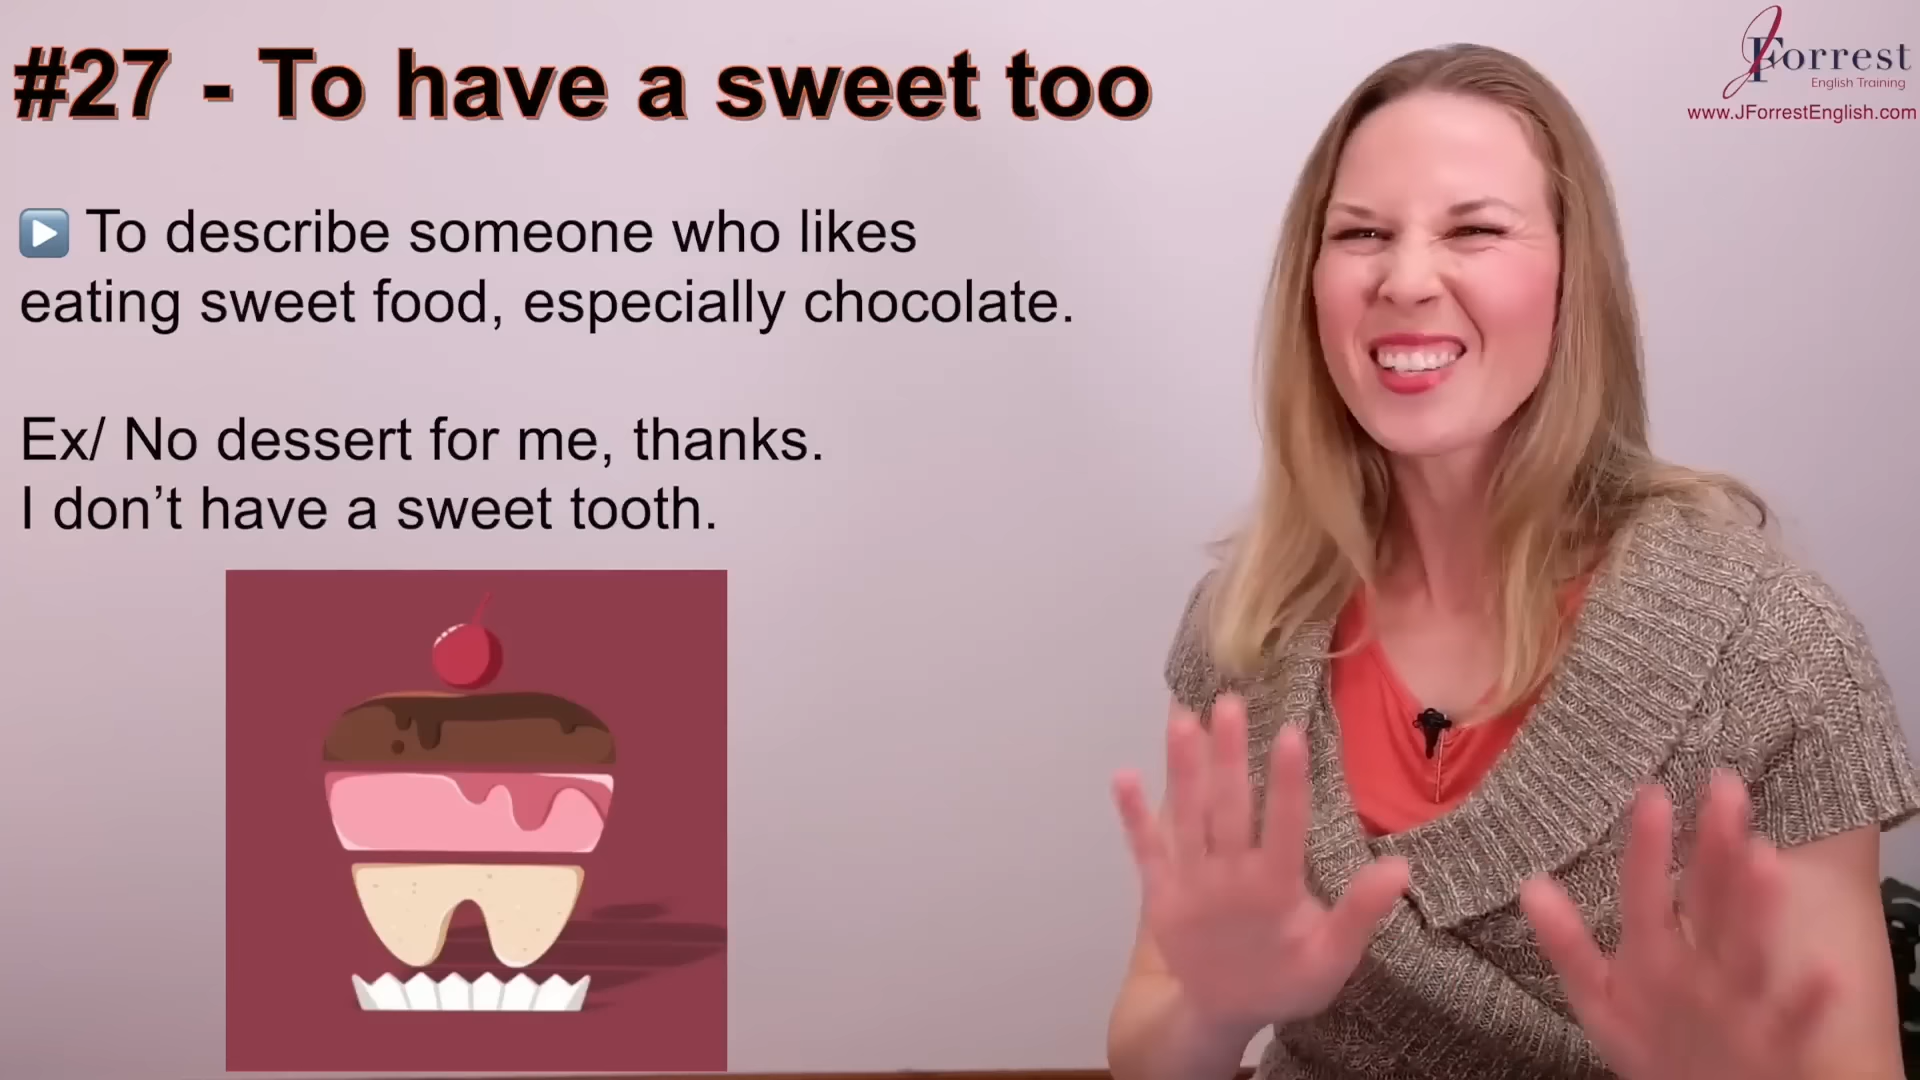 #27 - To have a sweet too
To describe someone who likes
eating sweet food, especially chocolate.
Ex/ No dessert for me, thanks.
I don’t have a sweet tooth.
JForrest
English Training
www.JForrestEnglish.com